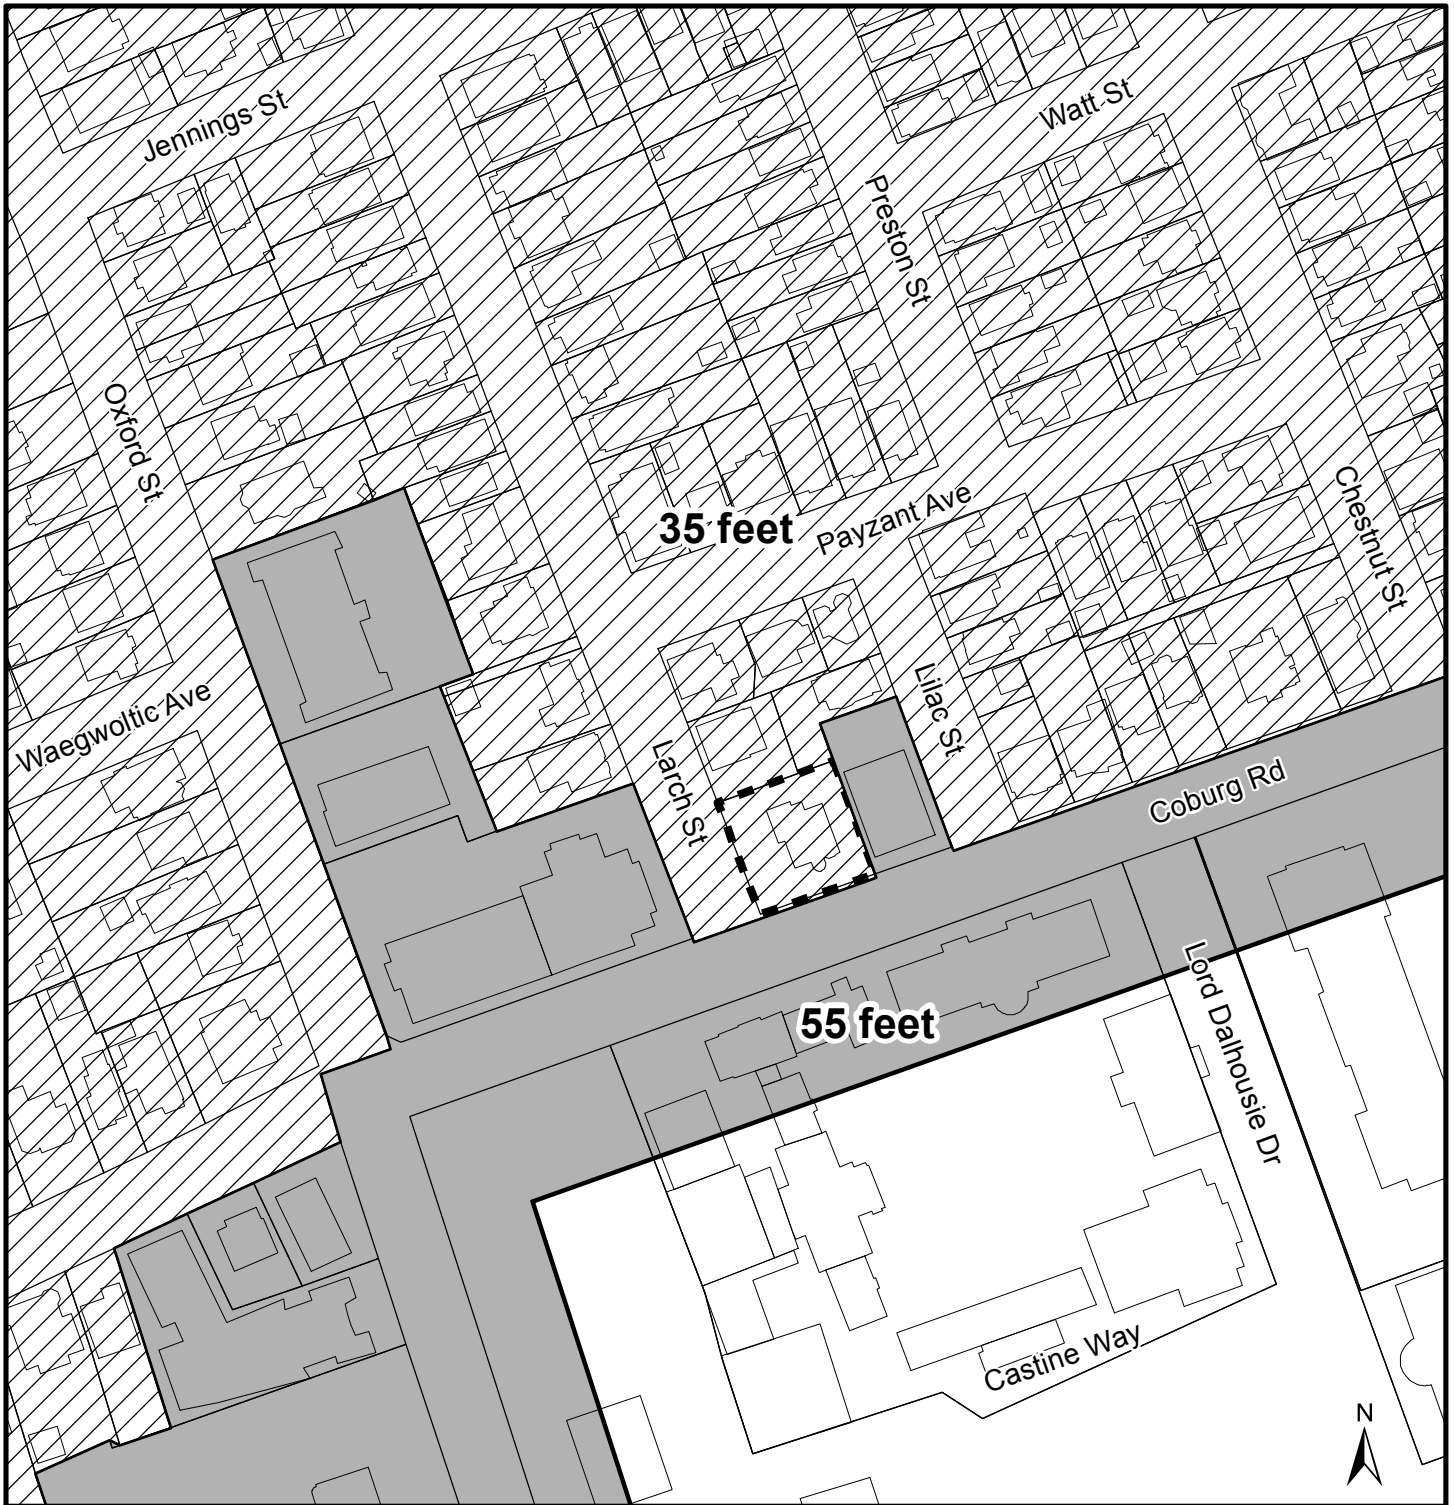 Jennings St
Watt St
Preston St
Oxford St
35 feet
Payzant Ave
Chestnut St
Waegwoltic Ave
Lilac St
Larch St
Coburg Rd
55 feet
Lord Dalhousie Dr
Castine Way
N